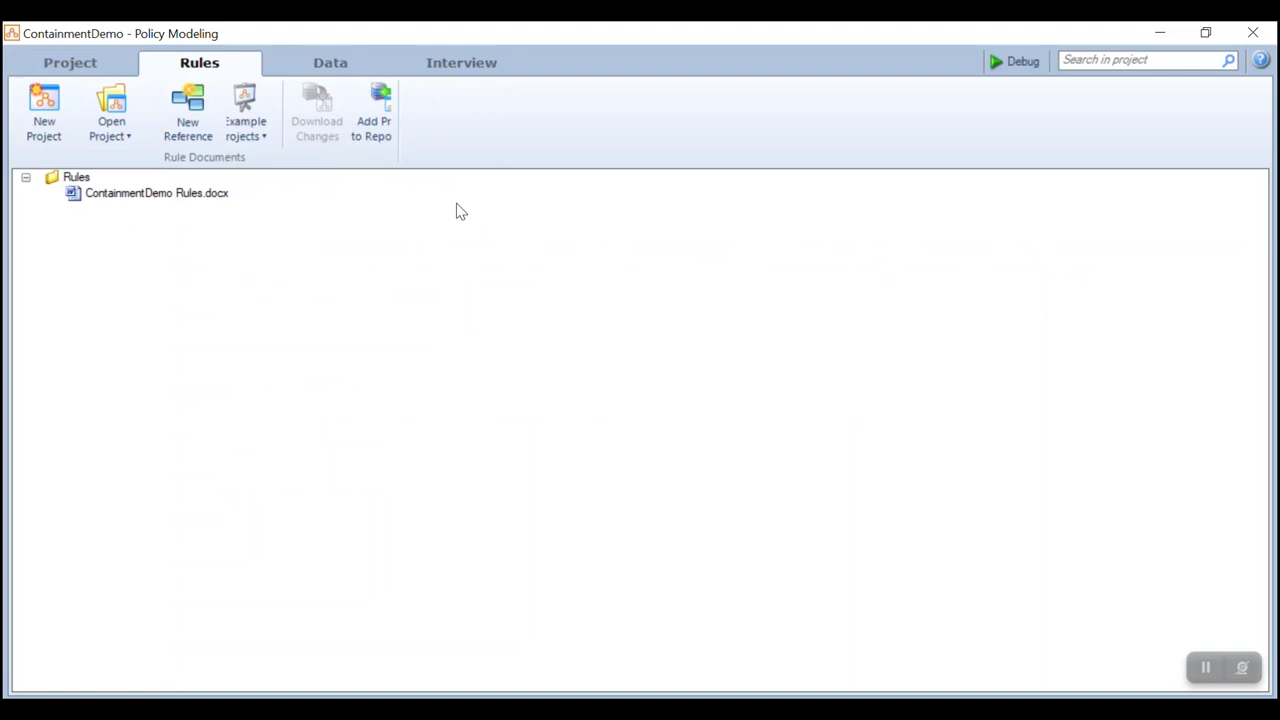 ContainmentDemo - Policy Modeling
Project
Rules
Data
Interview
Debug
Search in project
New
Project
Open
Project
New
Reference
Example
rojects
Download
Changes
Add Pr
to Repo
Rule Documents
Rules
ContainmentDemo Rules.docx